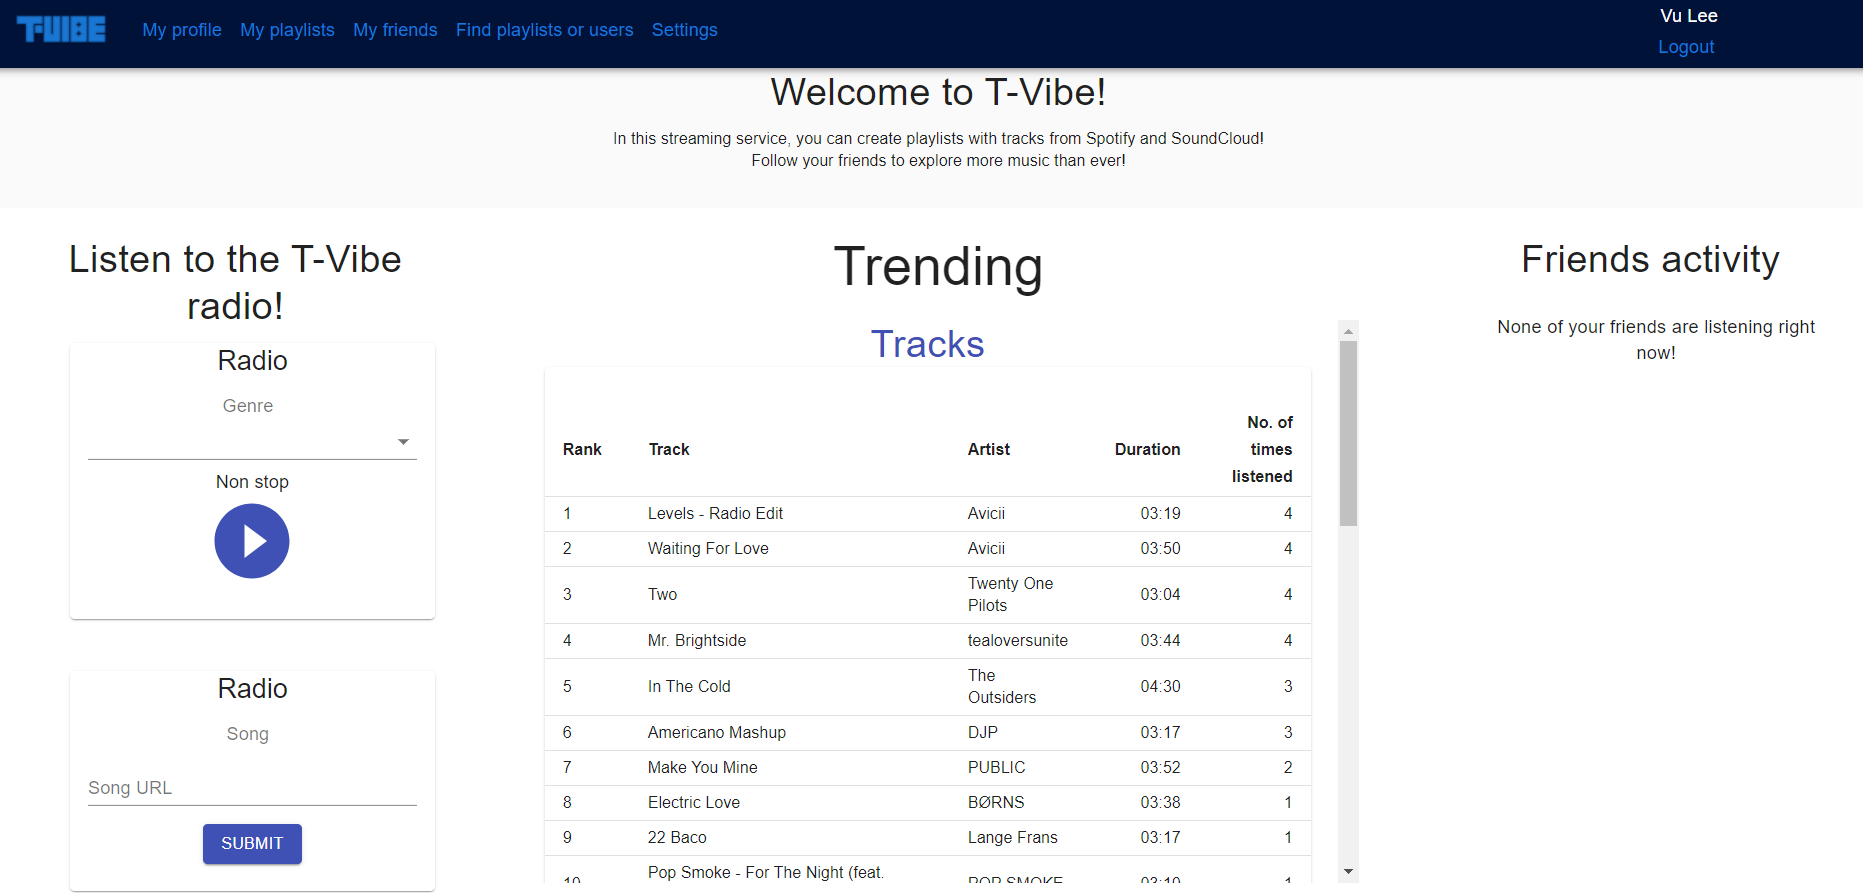 T-VIBE
My profile My playlists My friends Find playlists or users Settings
Vu Lee
Logout
Welcome to T-Vibe!
In this streaming service, you can create playlists with tracks from Spotify and SoundCloud!
Follow your friends to explore more music than ever!
Listen to the T-Vibe
radio!
Radio
Genre
Non stop
Radio
Song
Song URL
SUBMIT
Trending
Tracks
Rank Track Artist Duration No. of times listened
1 Levels - Radio Edit Avicii 03:19 4
2 Waiting For Love Avicii 03:50 4
3 Two Twenty One Pilots 03:04 4
4 Mr. Brightside tealoversunite 03:44 4
5 In The Cold The Outsiders 04:30 3
6 Americano Mashup DJP 03:17 3
7 Make You Mine PUBLIC 03:52 2
8 Electric Love BØRNS 03:38 1
9 22 Baco Lange Frans 03:17 1
10 Pop Smoke - For The Night (feat. POP SMOKE 03:10 1
Friends activity
None of your friends are listening right
now!